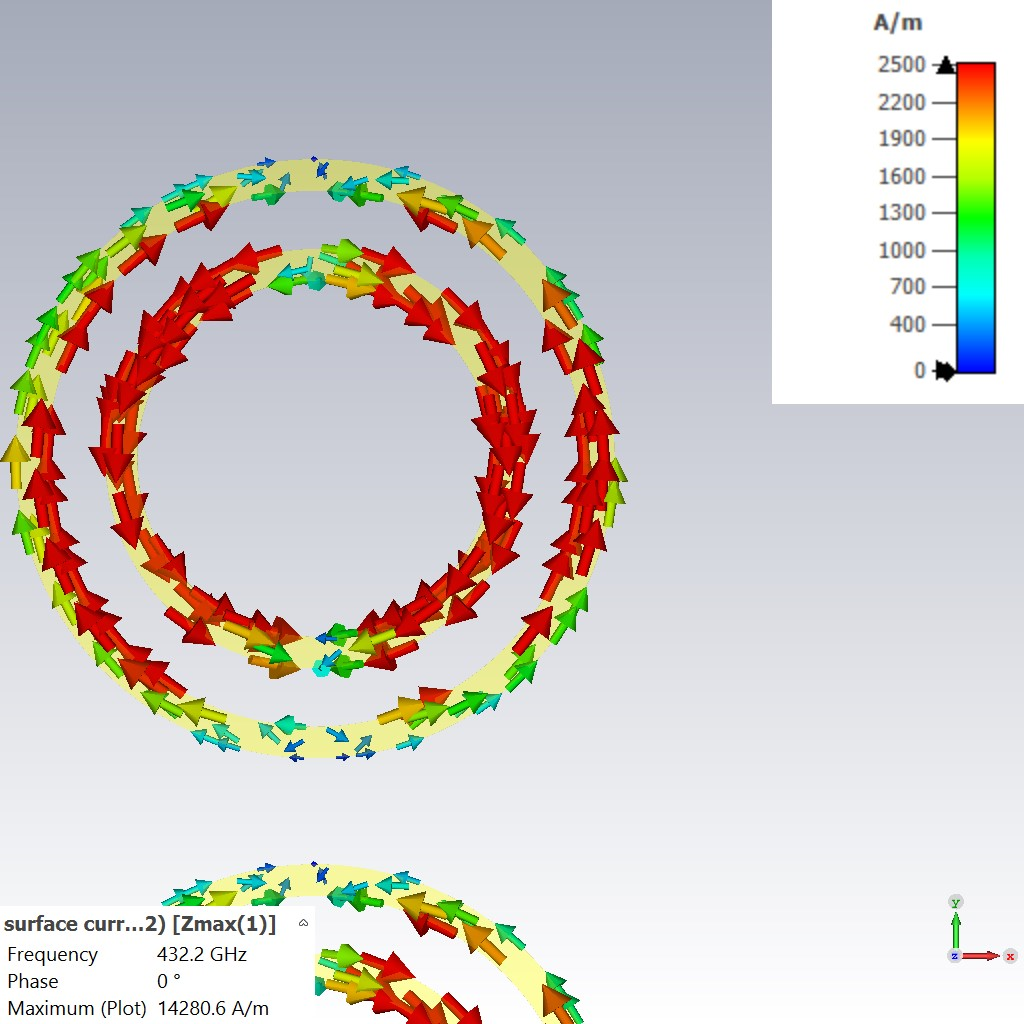 A/m
2500
2200
1900
1600
1300
1000
700
400
0
surface curr...2) [Zmax(1)]
Frequency 432.2 GHz
Phase 0 °
Maximum (Plot) 14280.6 A/m
y
z x